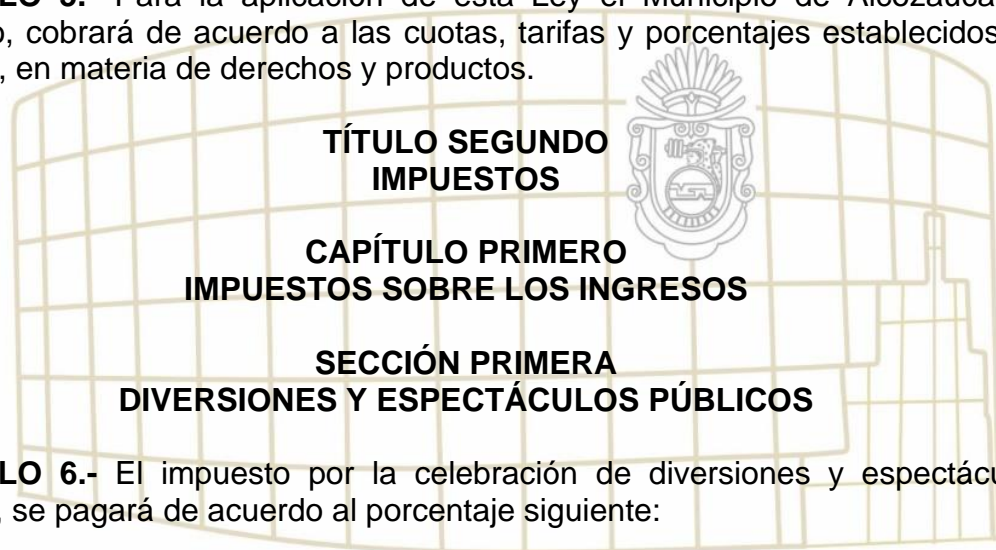 LO 5.- Para la aplicación de esta Ley el Municipio de Alcozauca
, cobrará de acuerdo a las cuotas, tarifas y porcentajes establecidos
, en materia de derechos y productos.
TÍTULO SEGUNDO
IMPUESTOS
CAPÍTULO PRIMERO
IMPUESTOS SOBRE LOS INGRESOS
SECCIÓN PRIMERA
DIVERSIONES Y ESPECTÁCULOS PÚBLICOS
LO 6.- El impuesto por la celebración de diversiones y espectácu
, se pagará de acuerdo al porcentaje siguiente: